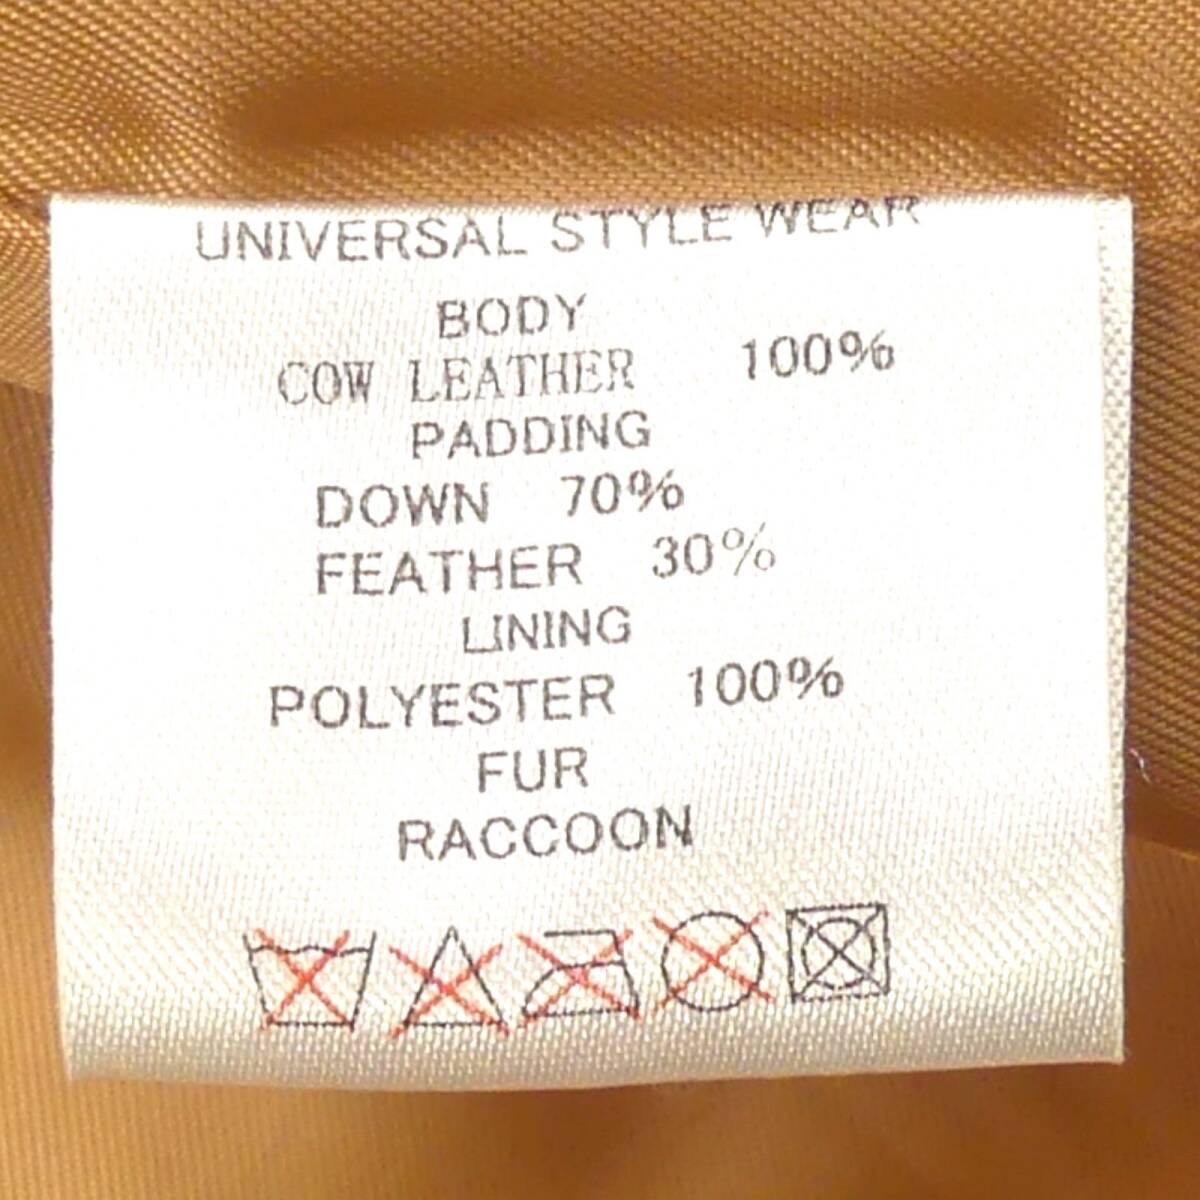 UNIVERSAL STYLE WEAR
BODY
COW LEATHER 100%
PADDING
DOWN 70%
FEATHER 30%
LINING
POLYESTER 100%
FUR
RACCOON